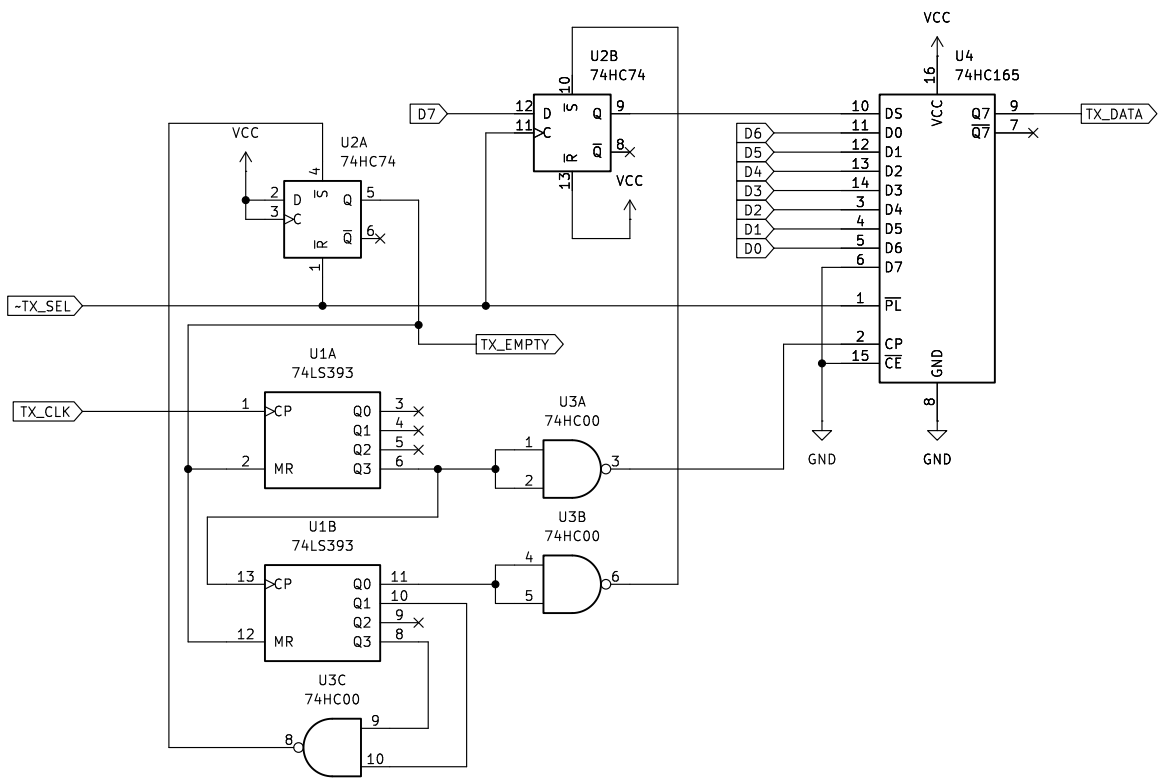 U2B
74HC74
10
S̅
12 D Q 9
11 C
8 Q̅
R̅
13
VCC
D7
VCC
U2A
74HC74
4
S̅
2 D Q 5
3 C
6 Q̅
R̅
1
VCC
U4
74HC165
16
VCC
10 DS Q7 9
11 D0 Q̅7̅ 7
12 D1
13 D2
14 D3
3 D4
4 D5
5 D6
6 D7
1 P̅L̅
2 CP
15 C̅E̅
GND
8
TX_DATA
D6
D5
D4
D3
D2
D1
D0
~TX_SEL
TX_EMPTY
GND
GND
U1A
74LS393
TX_CLK
1 CP Q0 3
Q1 4
Q2 5
2 MR Q3 6
U3A
74HC00
1
2
3
U1B
74LS393
13 CP Q0 11
Q1 10
Q2 9
12 MR Q3 8
U3B
74HC00
4
5
6
U3C
74HC00
8
9
10